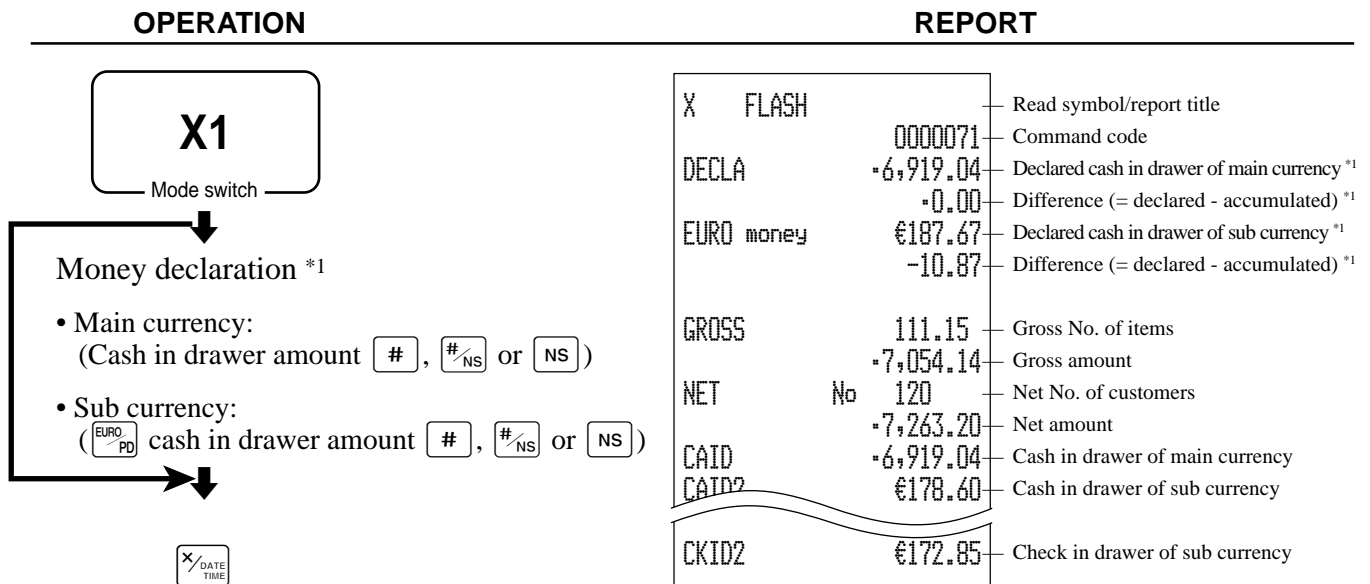 OPERATION
X1
Mode switch
Money declaration *1
• Main currency:
(Cash in drawer amount #, #/NS or NS)
• Sub currency:
(EURO/PD cash in drawer amount #, #/NS or NS)
×/DATE TIME
REPORT
X FLASH Read symbol/report title
0000071 Command code
DECLA •6,919.04 Declared cash in drawer of main currency *1
•0.00 Difference (= declared - accumulated) *1
EURO money €187.67 Declared cash in drawer of sub currency *1
-10.87 Difference (= declared - accumulated) *1
GROSS 111.15 Gross No. of items
•7,054.14 Gross amount
NET No 120 Net No. of customers
•7,263.20 Net amount
CAID •6,919.04 Cash in drawer of main currency
CAID2 €178.60 Cash in drawer of sub currency
CKID2 €172.85 Check in drawer of sub currency